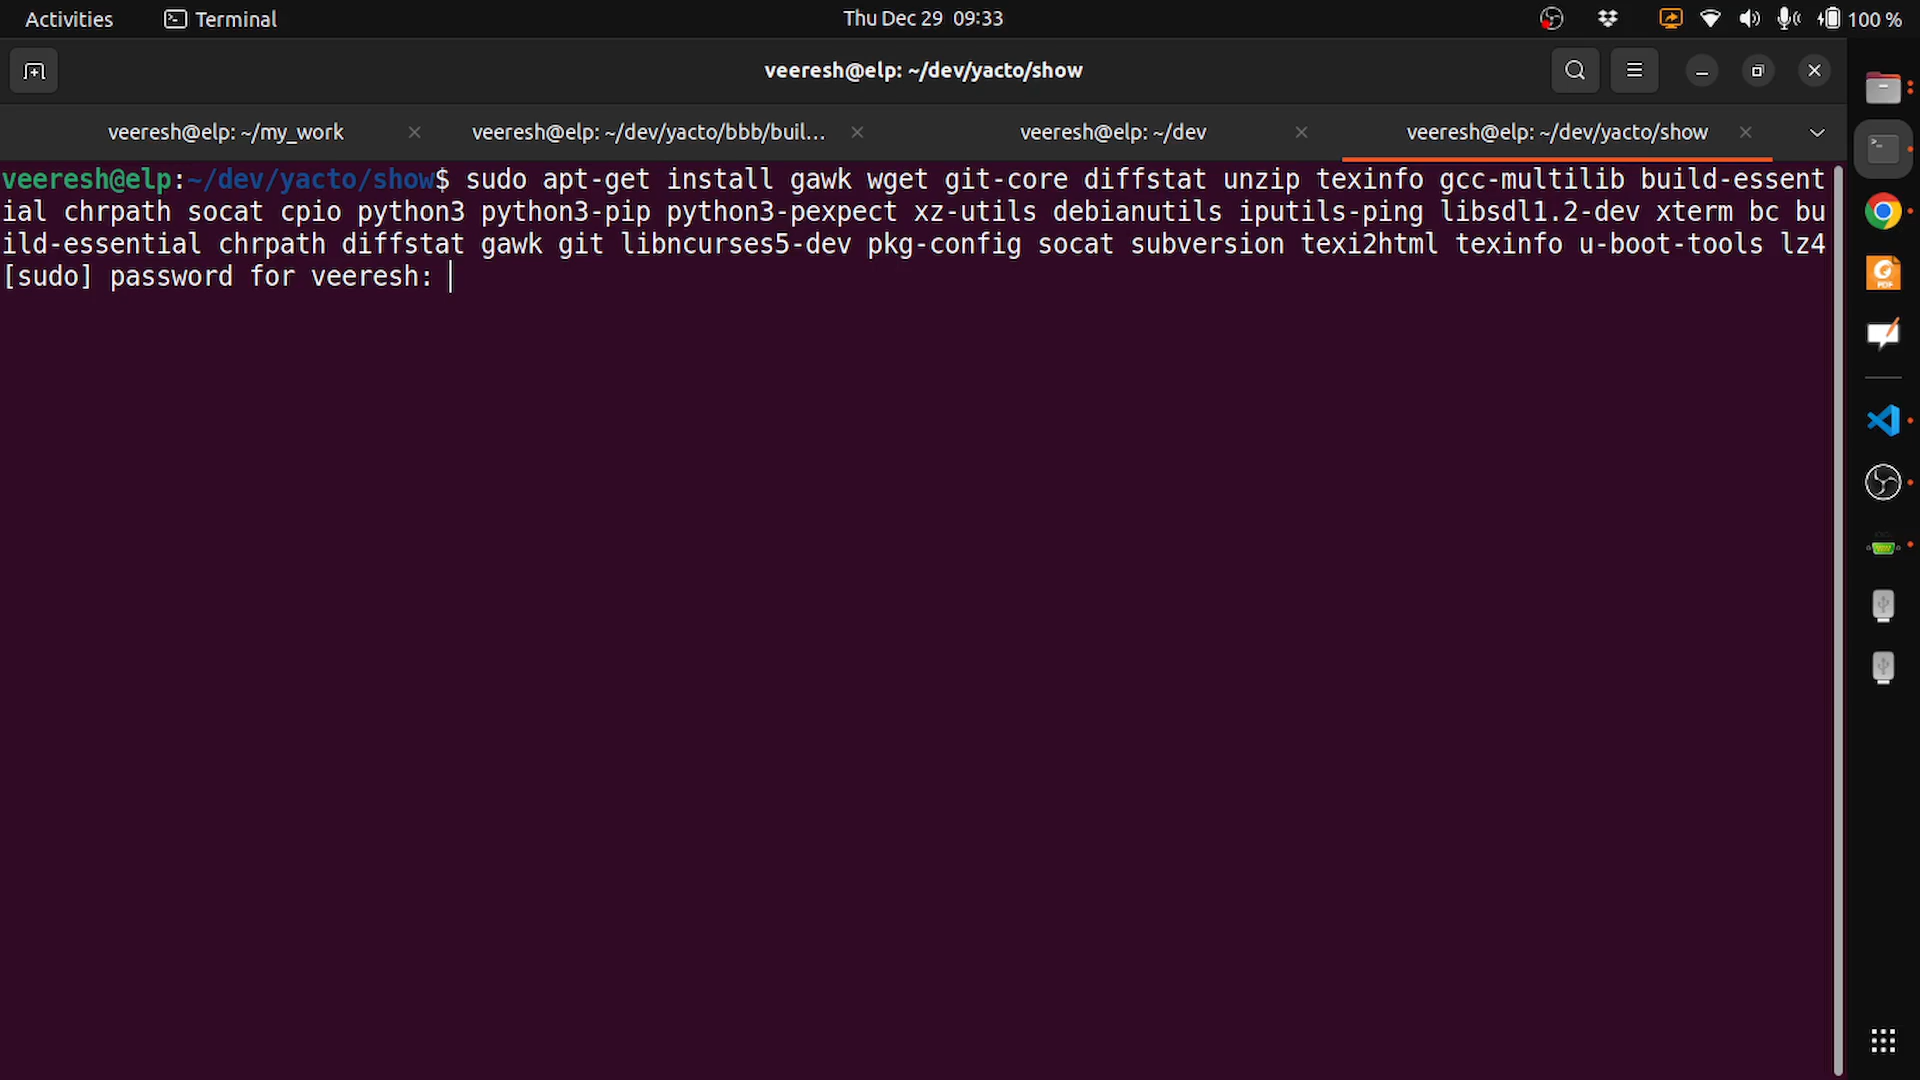 Activities Terminal Thu Dec 29 09:33 100 %
veeresh@elp: ~/dev/yacto/show
veeresh@elp: ~/my_work × veeresh@elp: ~/dev/yacto/bbb/buil... × veeresh@elp: ~/dev × veeresh@elp: ~/dev/yacto/show ×
veeresh@elp:~/dev/yacto/show$ sudo apt-get install gawk wget git-core diffstat unzip texinfo gcc-multilib build-essent
ial chrpath socat cpio python3 python3-pip python3-pexpect xz-utils debianutils iputils-ping libsdl1.2-dev xterm bc bu
ild-essential chrpath diffstat gawk git libncurses5-dev pkg-config socat subversion texi2html texinfo u-boot-tools lz4
[sudo] password for veeresh:
PDF